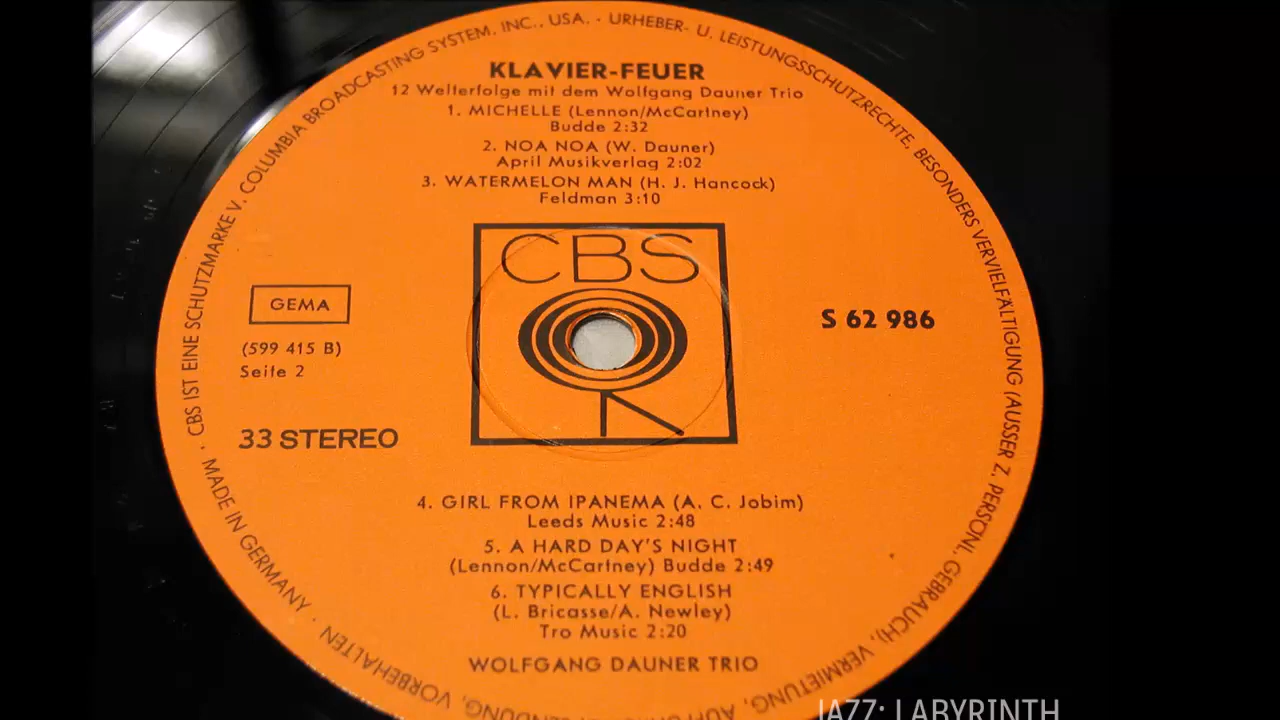 KLAVIER-FEUER
12 Welterfolge mit dem Wolfgang Dauner Trio
1. MICHELLE (Lennon/McCartney)
Budde 2:32
2. NOA NOA (W. Dauner)
April Musikverlag 2:02
3. WATERMELON MAN (H. J. Hancock)
Feldman 3:10
CBS
GEMA
(599 415 B)
Seite 2
33 STEREO
S 62 986
4. GIRL FROM IPANEMA (A. C. Jobim)
Leeds Music 2:48
5. A HARD DAY'S NIGHT
(Lennon/McCartney) Budde 2:49
6. TYPICALLY ENGLISH
(L. Bricasse/A. Newley)
Tro Music 2:20
WOLFGANG DAUNER TRIO
· MADE IN GERMANY · CBS IST EINE SCHUTZMARKE V. COLUMBIA BROADCASTING SYSTEM, INC., USA. - URHEBER- U. LEISTUNGSSCHUTZRECHTE, BESONDERS VERVIELFÄLTIGUNG (AUSSER Z. PERSÖNL. GEBRAUCH), VERMIETUNG, VORBEHALTEN
JAZZ: LABYRINTH